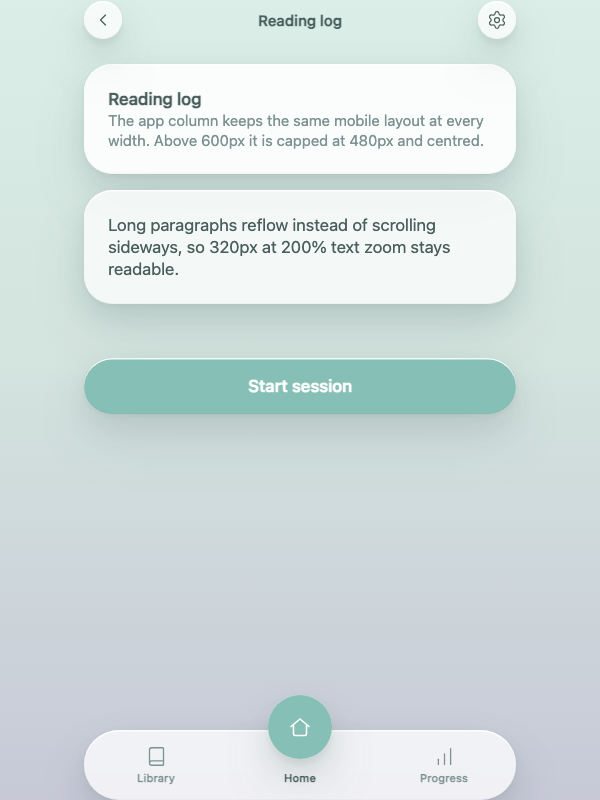 Reading log
Reading log
The app column keeps the same mobile layout at every
width. Above 600px it is capped at 480px and centred.
Long paragraphs reflow instead of scrolling
sideways, so 320px at 200% text zoom stays
readable.
Start session
Library
Home
Progress